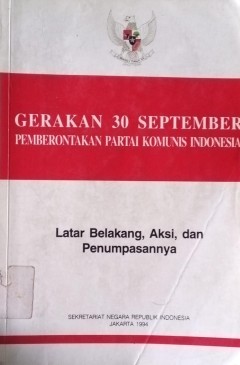 GERAKAN 30 SEPTEMBER
PEMBERONTAKAN PARTAI KOMUNIS INDONESIA
Latar Belakang, Aksi, dan
Penumpasannya
SEKRETARIAT NEGARA REPUBLIK INDONESIA
JAKARTA 1994